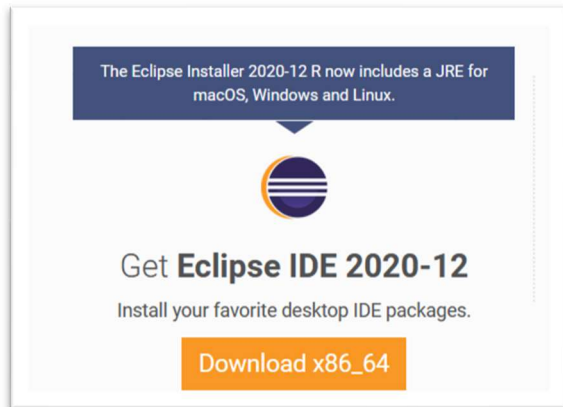 The Eclipse Installer 2020-12 R now includes a JRE for
macOS, Windows and Linux.
Get Eclipse IDE 2020-12
Install your favorite desktop IDE packages.
Download x86_64